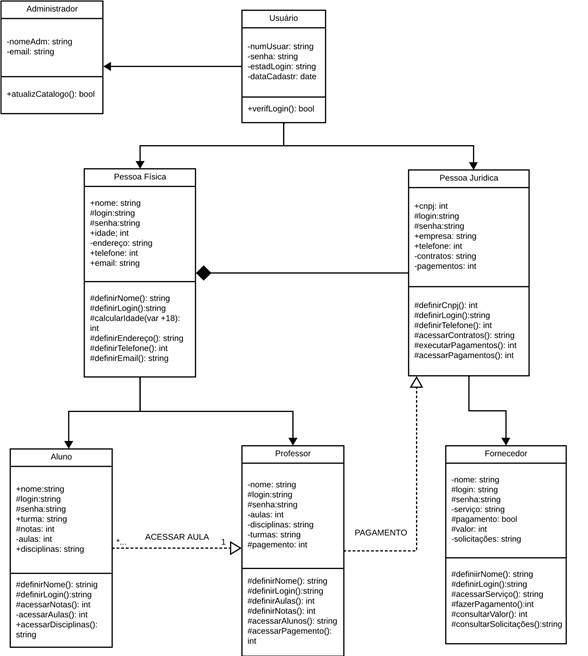 Administrador
-nomeAdm: string
-email: string
+atualizCatalogo(): bool
Usuário
-numUsuar: string
-senha: string
-estadLogin: string
-dataCadastr: date
+verifLogin(): bool
Pessoa Física
+nome: string
#login:string
#senha:string
+idade; int
-endereço: string
+telefone: int
+email: string
#definirNome(): string
#definirLogin():string
#calcularIdade(var +18):
int
#definirEndereço(): string
#definirTelefone(): int
#definirEmail(): string
Pessoa Juridica
+cnpj: int
#login:string
#senha:string
+empresa: string
+telefone: int
-contratos: string
-pagementos: int
#definirCnpj(): int
#definirLogin():string
#definirTelefone(): int
#acessarContratos(): string
#executarPagamentos(): int
#acessarPagamentos(): int
Aluno
+nome:string
#login:string
#senha:string
+turma: string
#notas: int
-aulas: int
+disciplinas: string
#definirNome(): strinig
#definirLogin():string
#acessarNotas(): int
-acessarAulas(): int
+acessarDisciplinas():
string
*...
ACESSAR AULA
1
Professor
-nome: string
#login:string
#senha:string
-aulas: int
-disciplinas: string
-turmas: string
#pagemento: int
#definirNome(): string
#definirLogin():string
#definirAulas(): int
#definirNotas(): int
#acessarAlunos(): string
#acessarPagemento():
int
PAGAMENTO
Fornecedor
-nome: string
#login: string
#senha:string
-serviço: string
#pagamento: bool
#valor: int
-solicitações: string
#definirNome(): string
#definirLogin():string
#acessarServiço(): string
#fazerPagamento():int
#consultarValor(): int
#consultarSolicitações():string